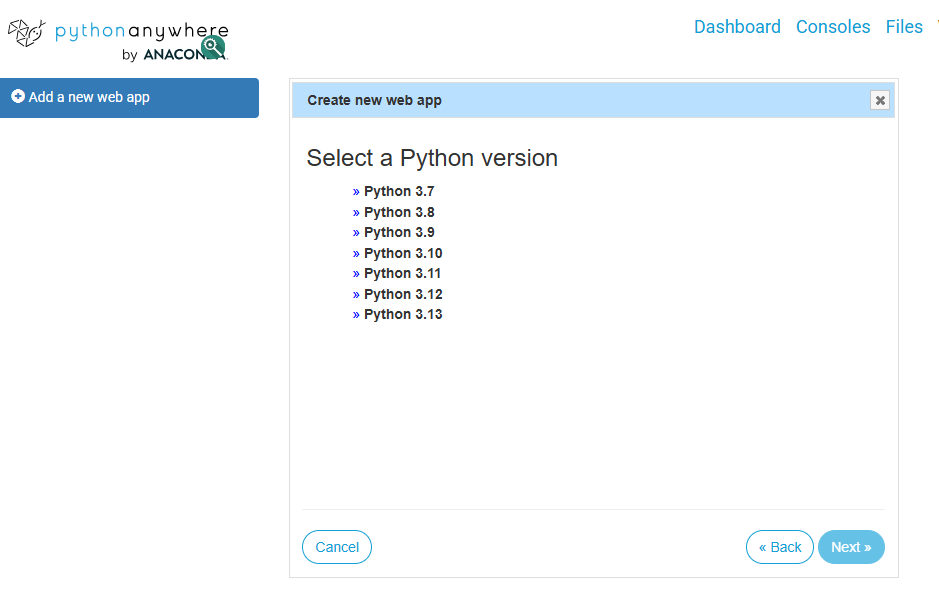 pythonanywhere
by ANACONDA.
Dashboard Consoles Files
Add a new web app
Create new web app
Select a Python version
» Python 3.7
» Python 3.8
» Python 3.9
» Python 3.10
» Python 3.11
» Python 3.12
» Python 3.13
Cancel
« Back
Next »